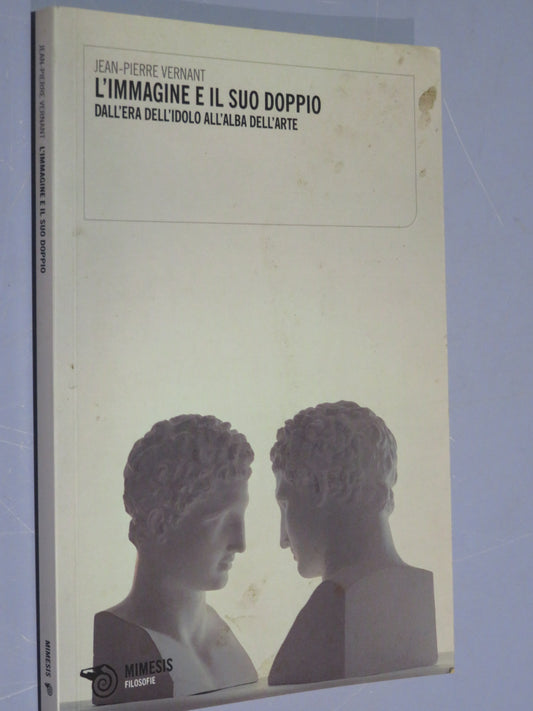 JEAN-PIERRE VERNANT
L'IMMAGINE E IL SUO DOPPIO
DALL'ERA DELL'IDOLO ALL'ALBA DELL'ARTE
MIMESIS
FILOSOFIE
JEAN-PIERRE VERNANT L'IMMAGINE E IL SUO DOPPIO
MIMESIS